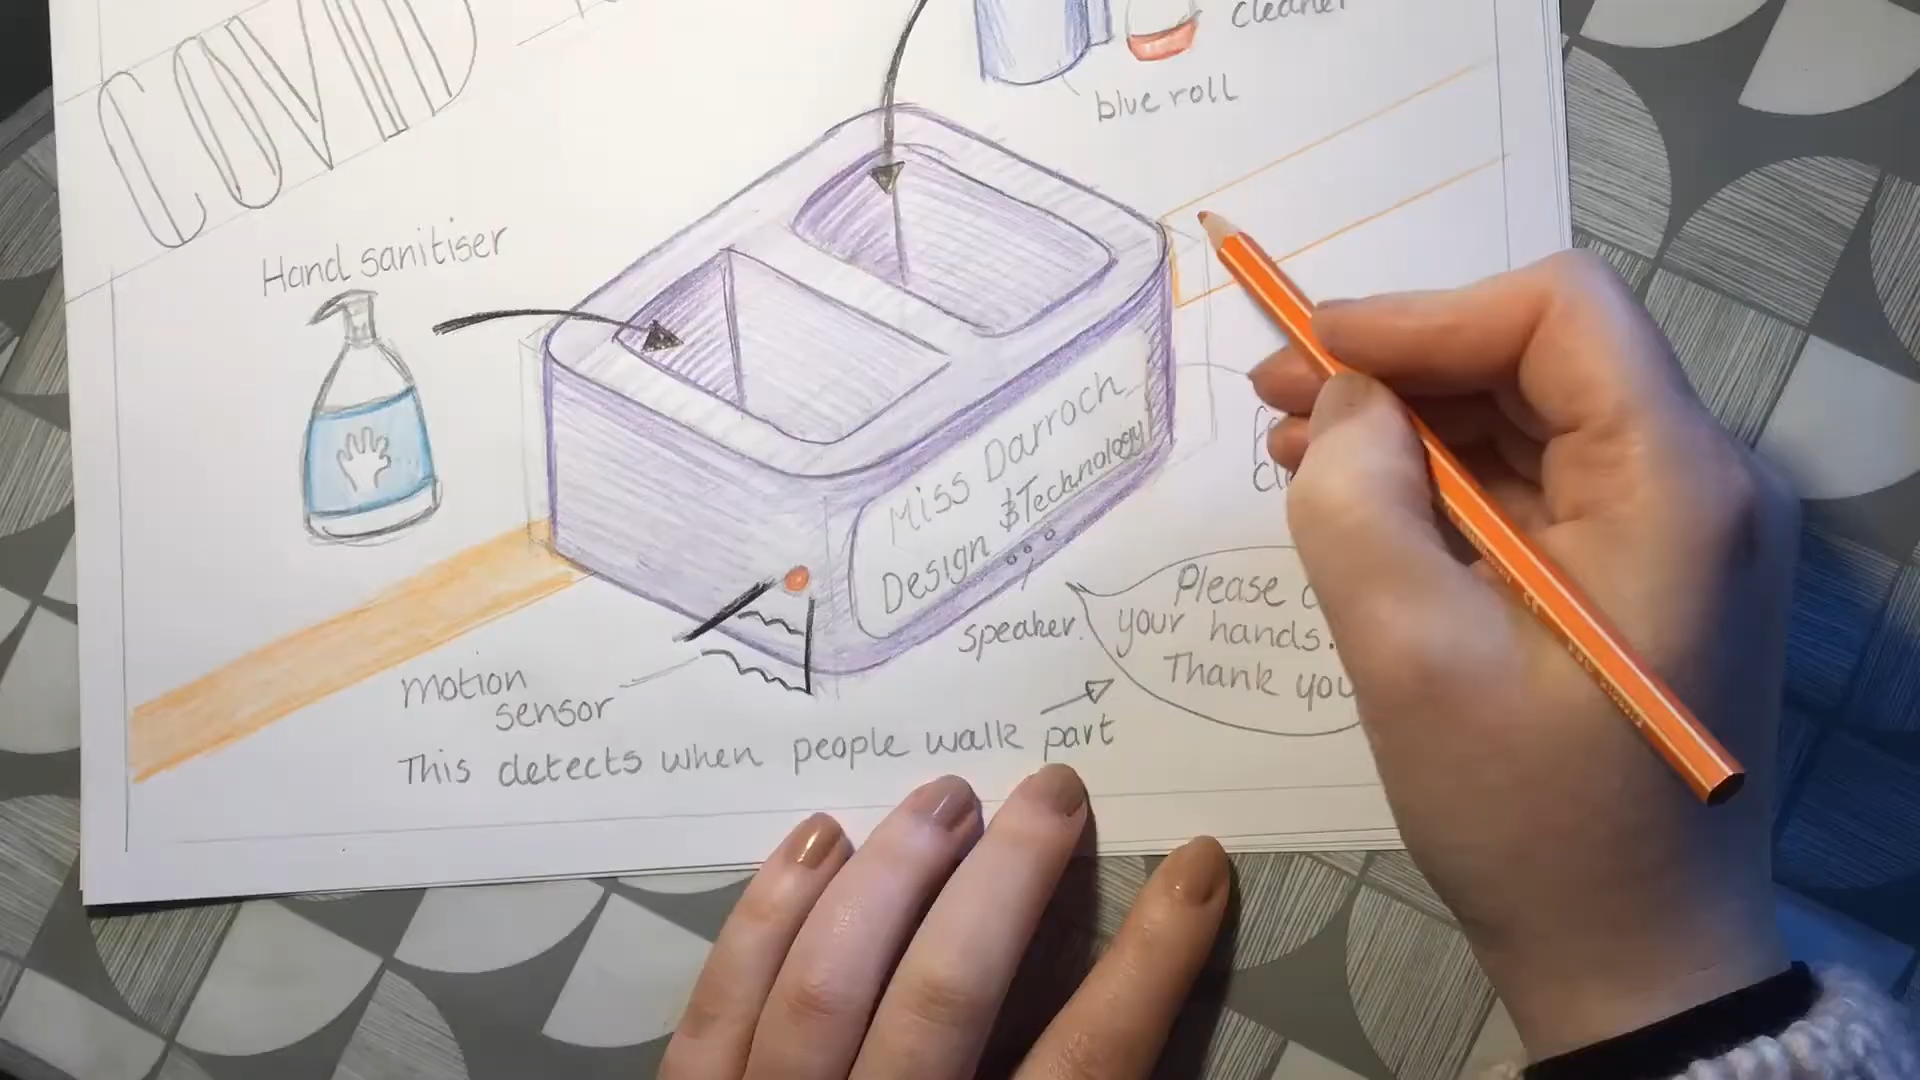 COVID
cleaner
blue roll
Hand sanitiser
Miss Darroch
Design & Technology
speaker.
Please
your hands.
Thank you
motion
sensor
This detects when people walk part